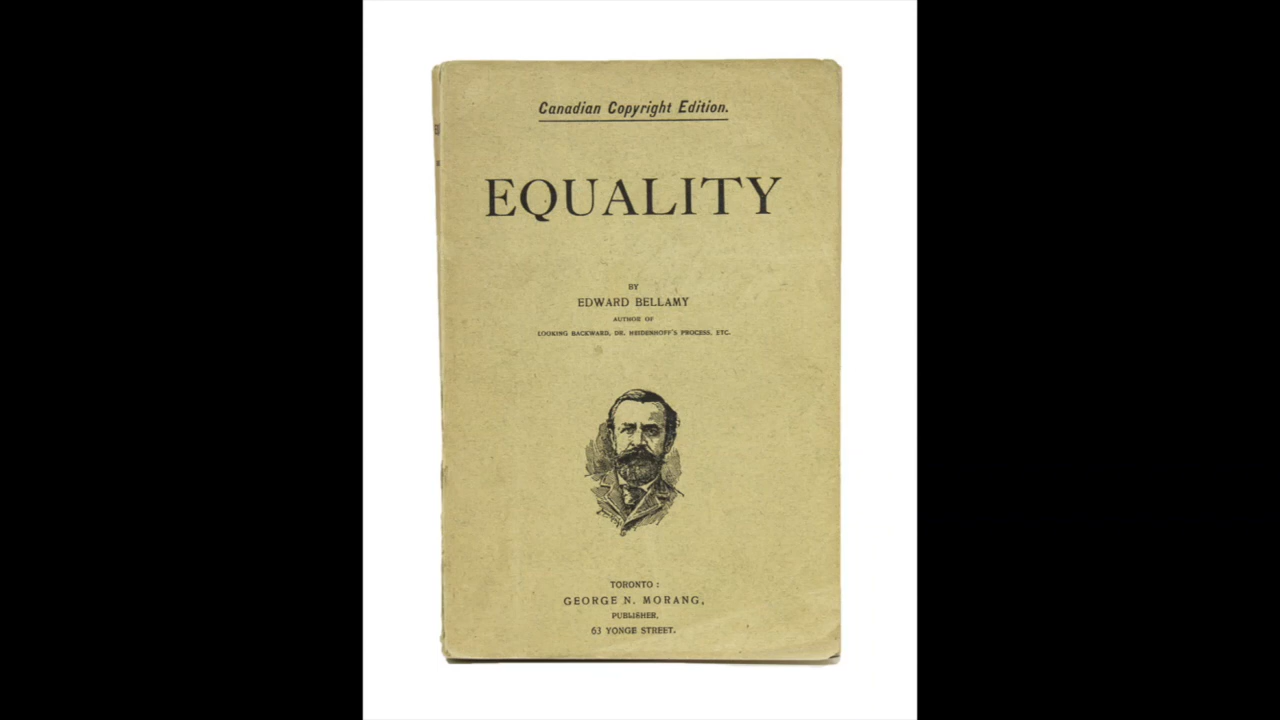 Canadian Copyright Edition.
EQUALITY
BY
EDWARD BELLAMY
AUTHOR OF
LOOKING BACKWARD, DR. HEIDENHOFF'S PROCESS, ETC.
TORONTO :
GEORGE N. MORANG,
PUBLISHER,
63 YONGE STREET.